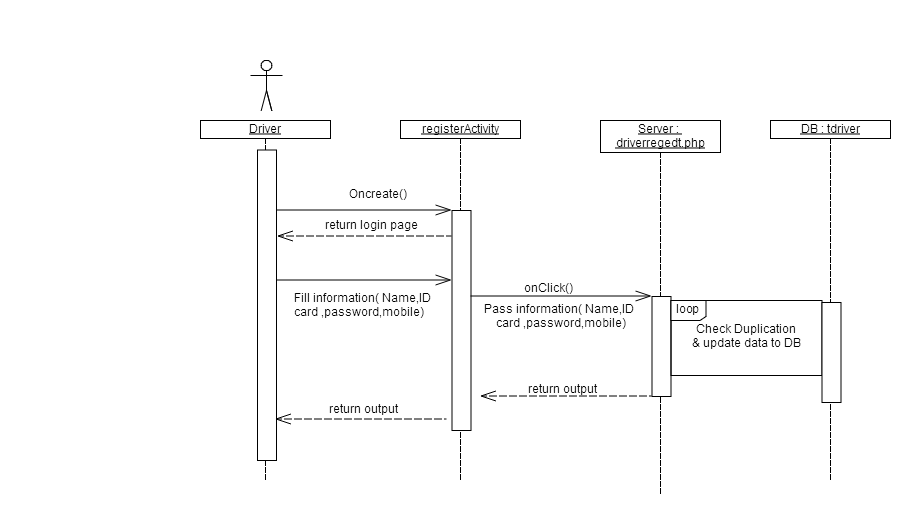 Driver
registerActivity
Server :
driverregedt.php
DB : tdriver
Oncreate()
return login page
Fill information( Name,ID
card ,password,mobile)
onClick()
Pass information( Name,ID
card ,password,mobile)
loop
Check Duplication
& update data to DB
return output
return output